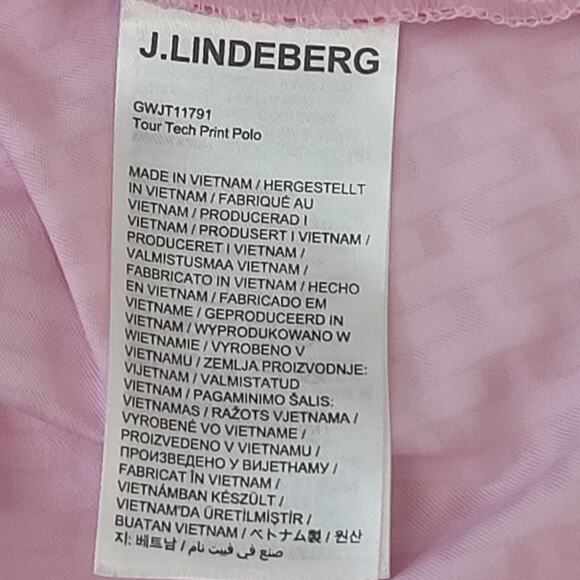 J.LINDEBERG
GWJT11791
Tour Tech Print Polo
MADE IN VIETNAM / HERGESTELLT
IN VIETNAM / FABRIQUÉ AU
VIETNAM / PRODUCERAD I
VIETNAM / PRODUSERT I VIETNAM /
PRODUCERET I VIETNAM /
VALMISTUSMAA VIETNAM /
FABBRICATO IN VIETNAM / HECHO
EN VIETNAM / FABRICADO EM
VIETNAME / GEPRODUCEERD IN
VIETNAM / WYPRODUKOWANO W
WIETNAMIE / VYROBENO V
VIETNAMU / ZEMLJA PROIZVODNJE:
VIJETNAM / VALMISTATUD
VIETNAM / PAGAMINIMO ŠALIS:
VIETNAMAS / RAŽOTS VJETNAMA /
VYROBENÉ VO VIETNAME /
PROIZVEDENO V VIETNAMU /
ПРОИЗВЕДЕНО У ВИЈЕТНАМУ /
FABRICAT ÎN VIETNAM /
VIETNÁMBAN KÉSZÜLT /
VIETNAM'DA ÜRETİLMİŞTİR /
BUATAN VIETNAM / ベトナム製 / 원산
지: 베트남 / صنع في فييت نام